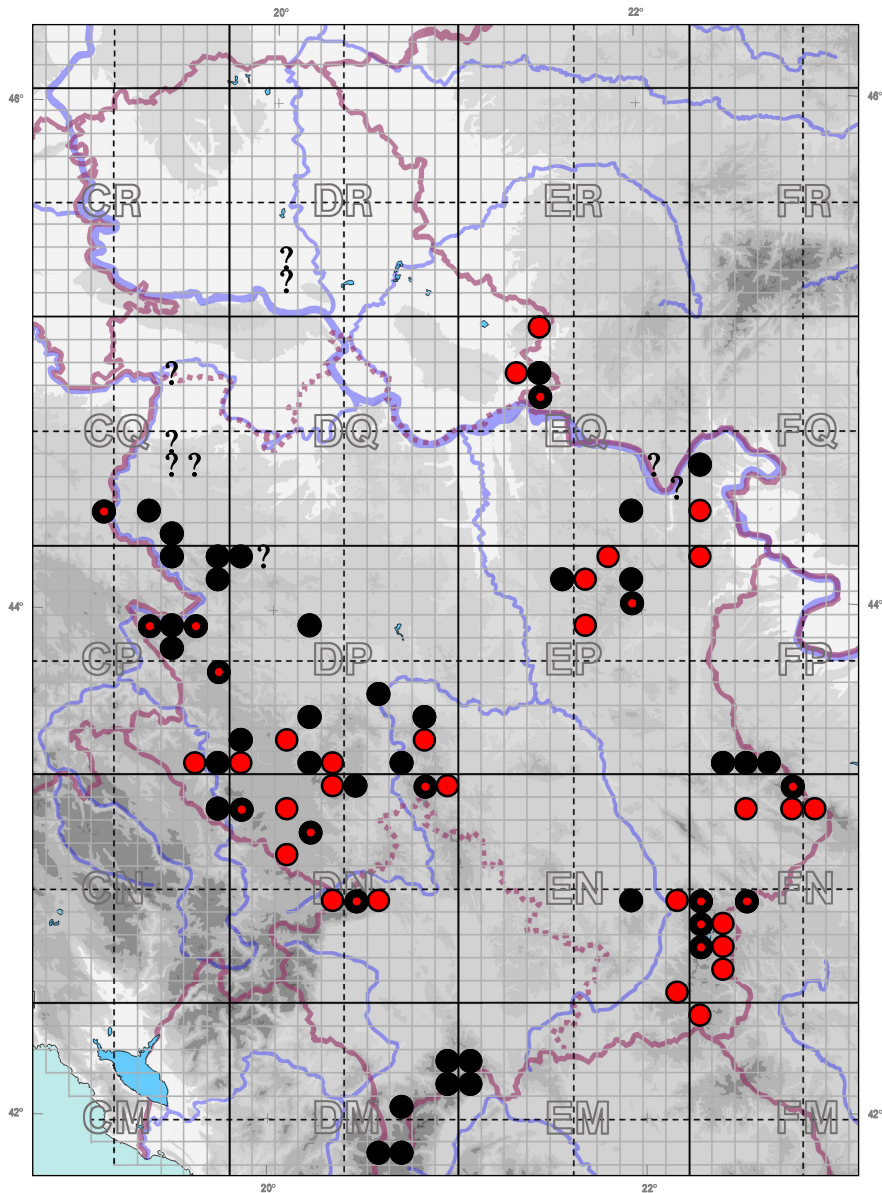 20° 22°
46° 46°
CR DR ER FR
?
?
?
CQ DQ EQ FQ
?
? ? ?
?
?
44° 44°
CP DP EP FP
CN DN EN FN
42° 42°
CM DM EM FM
20° 22°